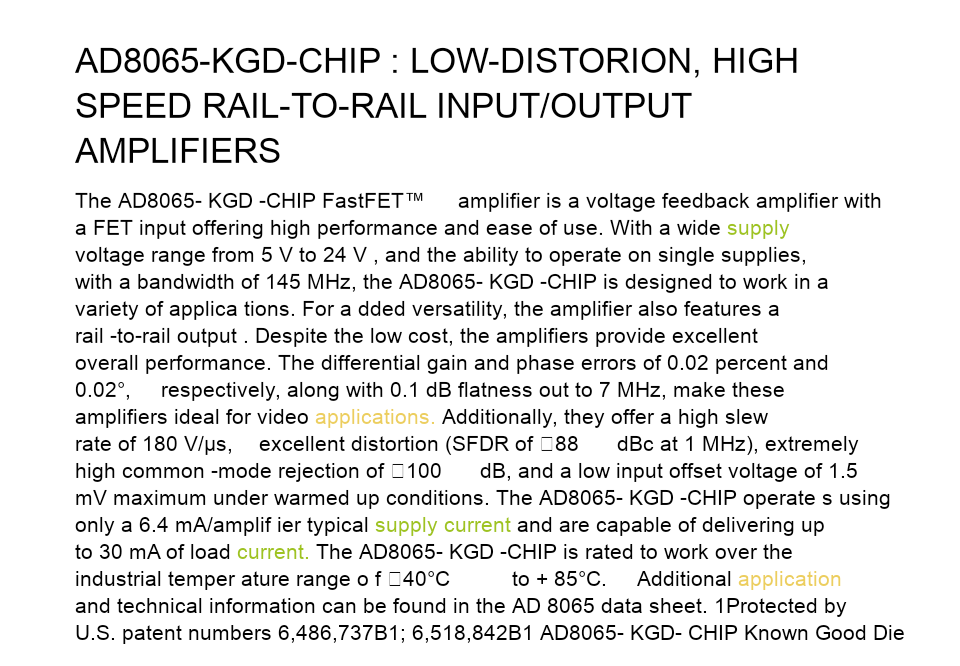 AD8065-KGD-CHIP : LOW-DISTORION, HIGH
SPEED RAIL-TO-RAIL INPUT/OUTPUT
AMPLIFIERS
The AD8065- KGD -CHIP FastFET™ amplifier is a voltage feedback amplifier with
a FET input offering high performance and ease of use. With a wide supply
voltage range from 5 V to 24 V , and the ability to operate on single supplies,
with a bandwidth of 145 MHz, the AD8065- KGD -CHIP is designed to work in a
variety of applica tions. For a dded versatility, the amplifier also features a
rail -to-rail output . Despite the low cost, the amplifiers provide excellent
overall performance. The differential gain and phase errors of 0.02 percent and
0.02°, respectively, along with 0.1 dB flatness out to 7 MHz, make these
amplifiers ideal for video applications. Additionally, they offer a high slew
rate of 180 V/μs, excellent distortion (SFDR of □88 dBc at 1 MHz), extremely
high common -mode rejection of □100 dB, and a low input offset voltage of 1.5
mV maximum under warmed up conditions. The AD8065- KGD -CHIP operate s using
only a 6.4 mA/amplif ier typical supply current and are capable of delivering up
to 30 mA of load current. The AD8065- KGD -CHIP is rated to work over the
industrial temper ature range o f □40°C to + 85°C. Additional application
and technical information can be found in the AD 8065 data sheet. 1Protected by
U.S. patent numbers 6,486,737B1; 6,518,842B1 AD8065- KGD- CHIP Known Good Die